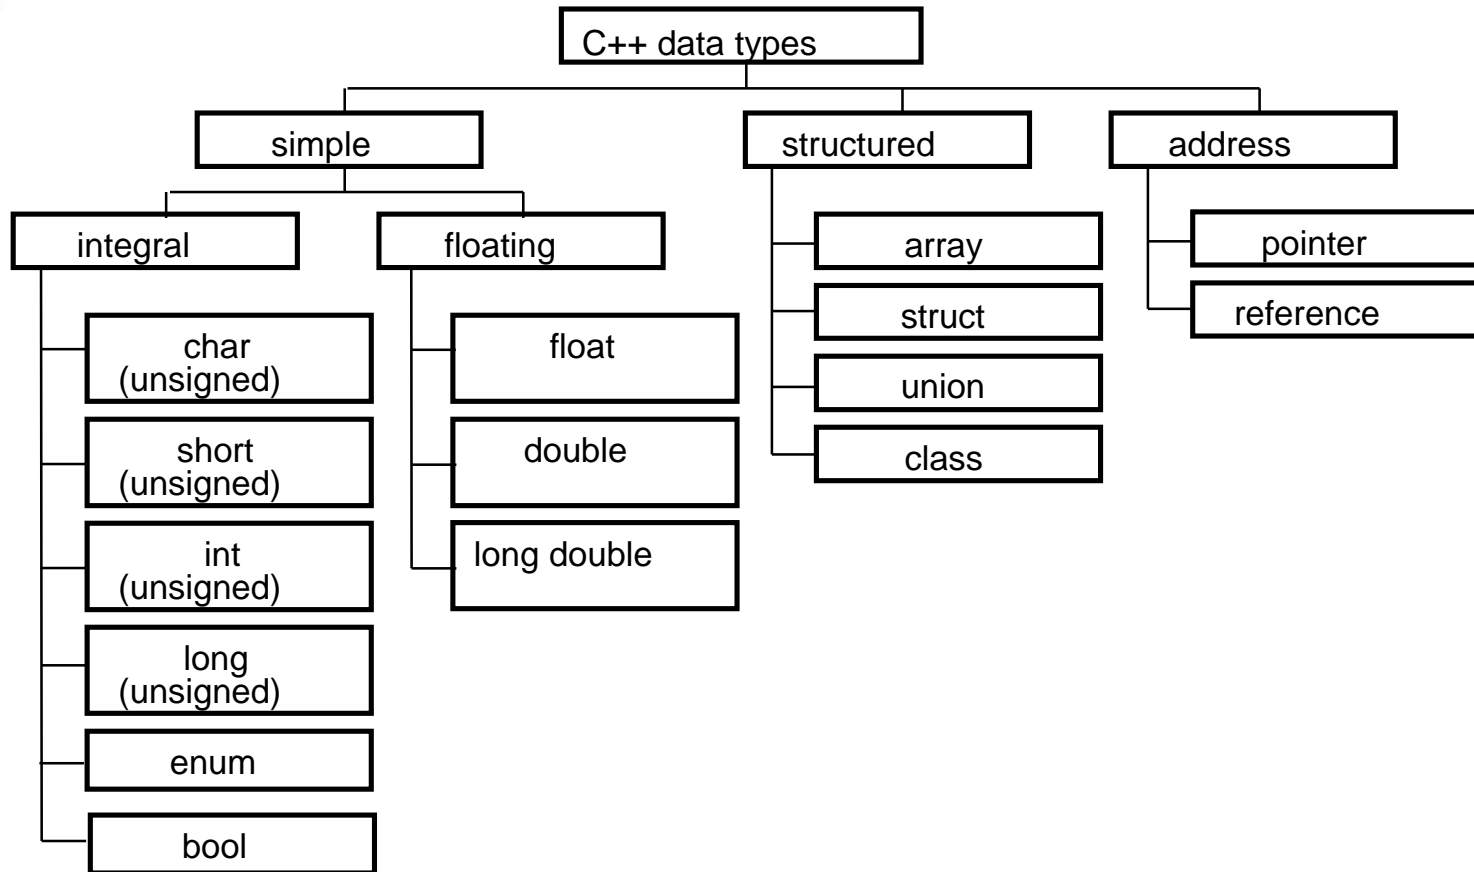 C++ data types
simple
structured
address
integral
floating
array
pointer
struct
reference
char
(unsigned)
float
union
short
(unsigned)
double
class
int
(unsigned)
long double
long
(unsigned)
enum
bool